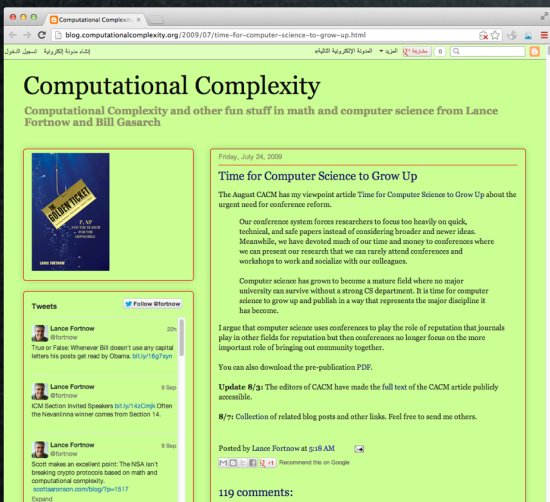 Computational Complexity
blog.computationalcomplexity.org/2009/07/time-for-computer-science-to-grow-up.html
إنشاء مدونة إلكترونية تسجيل الدخول
المدونة الإلكترونية التالية» المزيد مشاركة 0
Computational Complexity
Computational Complexity and other fun stuff in math and computer science from Lance
Fortnow and Bill Gasarch
THE
GOLDEN TICKET
P, NP
AND THE SEARCH
FOR THE
IMPOSSIBLE
LANCE FORTNOW
Tweets
Follow @fortnow
Lance Fortnow 22h
@fortnow
True or False: Whenever Bill doesn't use any capital
letters his posts get read by Obama. bit.ly/16g7xyn
Lance Fortnow 5 Sep
@fortnow
ICM Section Invited Speakers bit.ly/14zCmjk Often
the Nevanlinna winner comes from Section 14.
Lance Fortnow 5 Sep
@fortnow
Scott makes an excellent point: The NSA isn't
breaking crypto protocols based on math and
computational complexity.
scottaaronson.com/blog/?p=1517
Expand
Friday, July 24, 2009
Time for Computer Science to Grow Up
The August CACM has my viewpoint article Time for Computer Science to Grow Up about the
urgent need for conference reform.
Our conference system forces researchers to focus too heavily on quick,
technical, and safe papers instead of considering broader and newer ideas.
Meanwhile, we have devoted much of our time and money to conferences where
we can present our research that we can rarely attend conferences and
workshops to work and socialize with our colleagues.
Computer science has grown to become a mature field where no major
university can survive without a strong CS department. It is time for computer
science to grow up and publish in a way that represents the major discipline it
has become.
I argue that computer science uses conferences to play the role of reputation that journals
play in other fields for reputation but then conferences no longer focus on the more
important role of bringing out community together.
You can also download the pre-publication PDF.
Update 8/3: The editors of CACM have made the full text of the CACM article publicly
accessible.
8/7: Collection of related blog posts and other links. Feel free to send me others.
Posted by Lance Fortnow at 5:18 AM
+1 Recommend this on Google
119 comments: